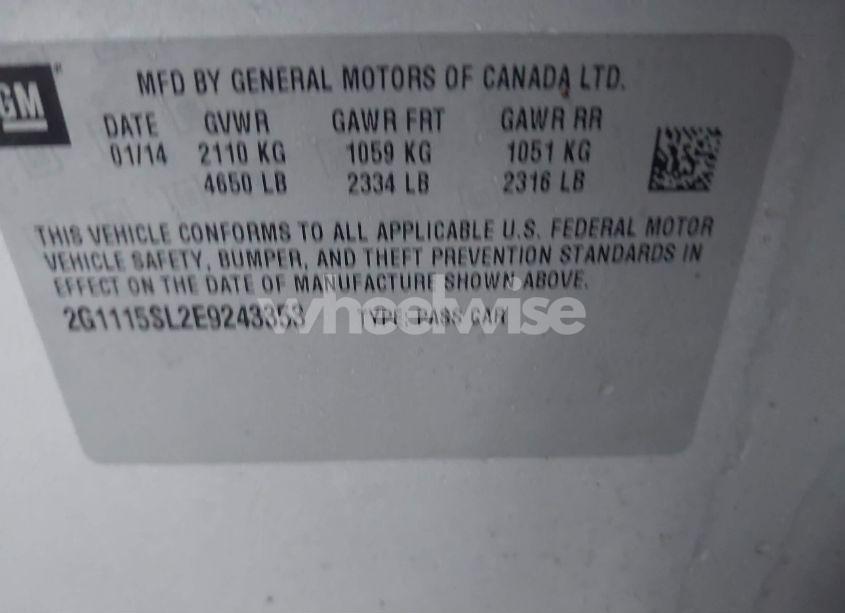 GM
MFD BY GENERAL MOTORS OF CANADA LTD.
DATE GVWR GAWR FRT GAWR RR
01/14 2110 KG 1059 KG 1051 KG
4650 LB 2334 LB 2316 LB
THIS VEHICLE CONFORMS TO ALL APPLICABLE U.S. FEDERAL MOTOR
VEHICLE SAFETY, BUMPER, AND THEFT PREVENTION STANDARDS IN
EFFECT ON THE DATE OF MANUFACTURE SHOWN ABOVE.
2G1115SL2E9243353 TYPE: PASS CAR
wheelwise